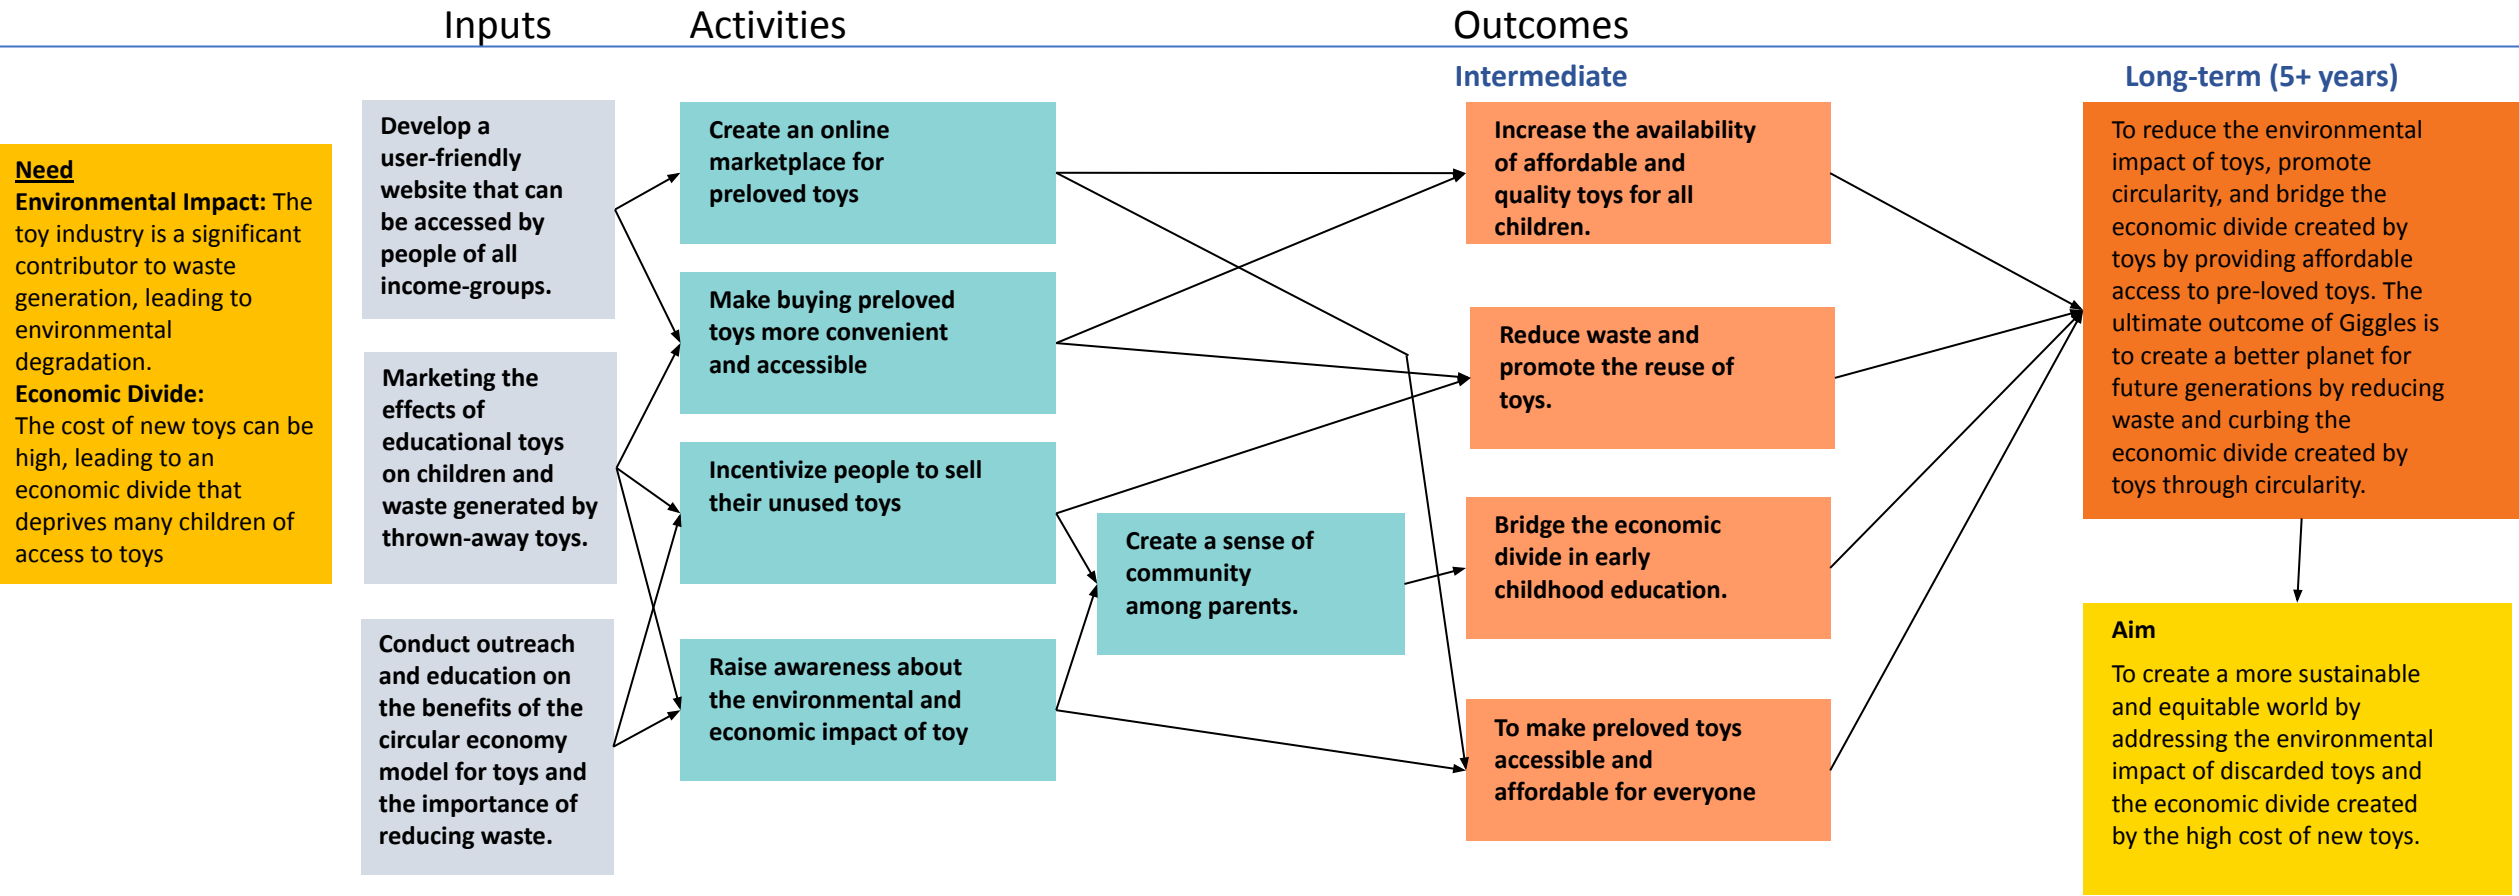 Inputs
Activities
Outcomes
Intermediate
Long-term (5+ years)
Need
Environmental Impact: The
toy industry is a significant
contributor to waste
generation, leading to
environmental
degradation.
Economic Divide:
The cost of new toys can be
high, leading to an
economic divide that
deprives many children of
access to toys
Develop a
user-friendly
website that can
be accessed by
people of all
income-groups.
Marketing the
effects of
educational toys
on children and
waste generated by
thrown-away toys.
Conduct outreach
and education on
the benefits of the
circular economy
model for toys and
the importance of
reducing waste.
Create an online
marketplace for
preloved toys
Make buying preloved
toys more convenient
and accessible
Incentivize people to sell
their unused toys
Raise awareness about
the environmental and
economic impact of toy
Create a sense of
community
among parents.
Increase the availability
of affordable and
quality toys for all
children.
Reduce waste and
promote the reuse of
toys.
Bridge the economic
divide in early
childhood education.
To make preloved toys
accessible and
affordable for everyone
To reduce the environmental
impact of toys, promote
circularity, and bridge the
economic divide created by
toys by providing affordable
access to pre-loved toys. The
ultimate outcome of Giggles is
to create a better planet for
future generations by reducing
waste and curbing the
economic divide created by
toys through circularity.
Aim
To create a more sustainable
and equitable world by
addressing the environmental
impact of discarded toys and
the economic divide created
by the high cost of new toys.